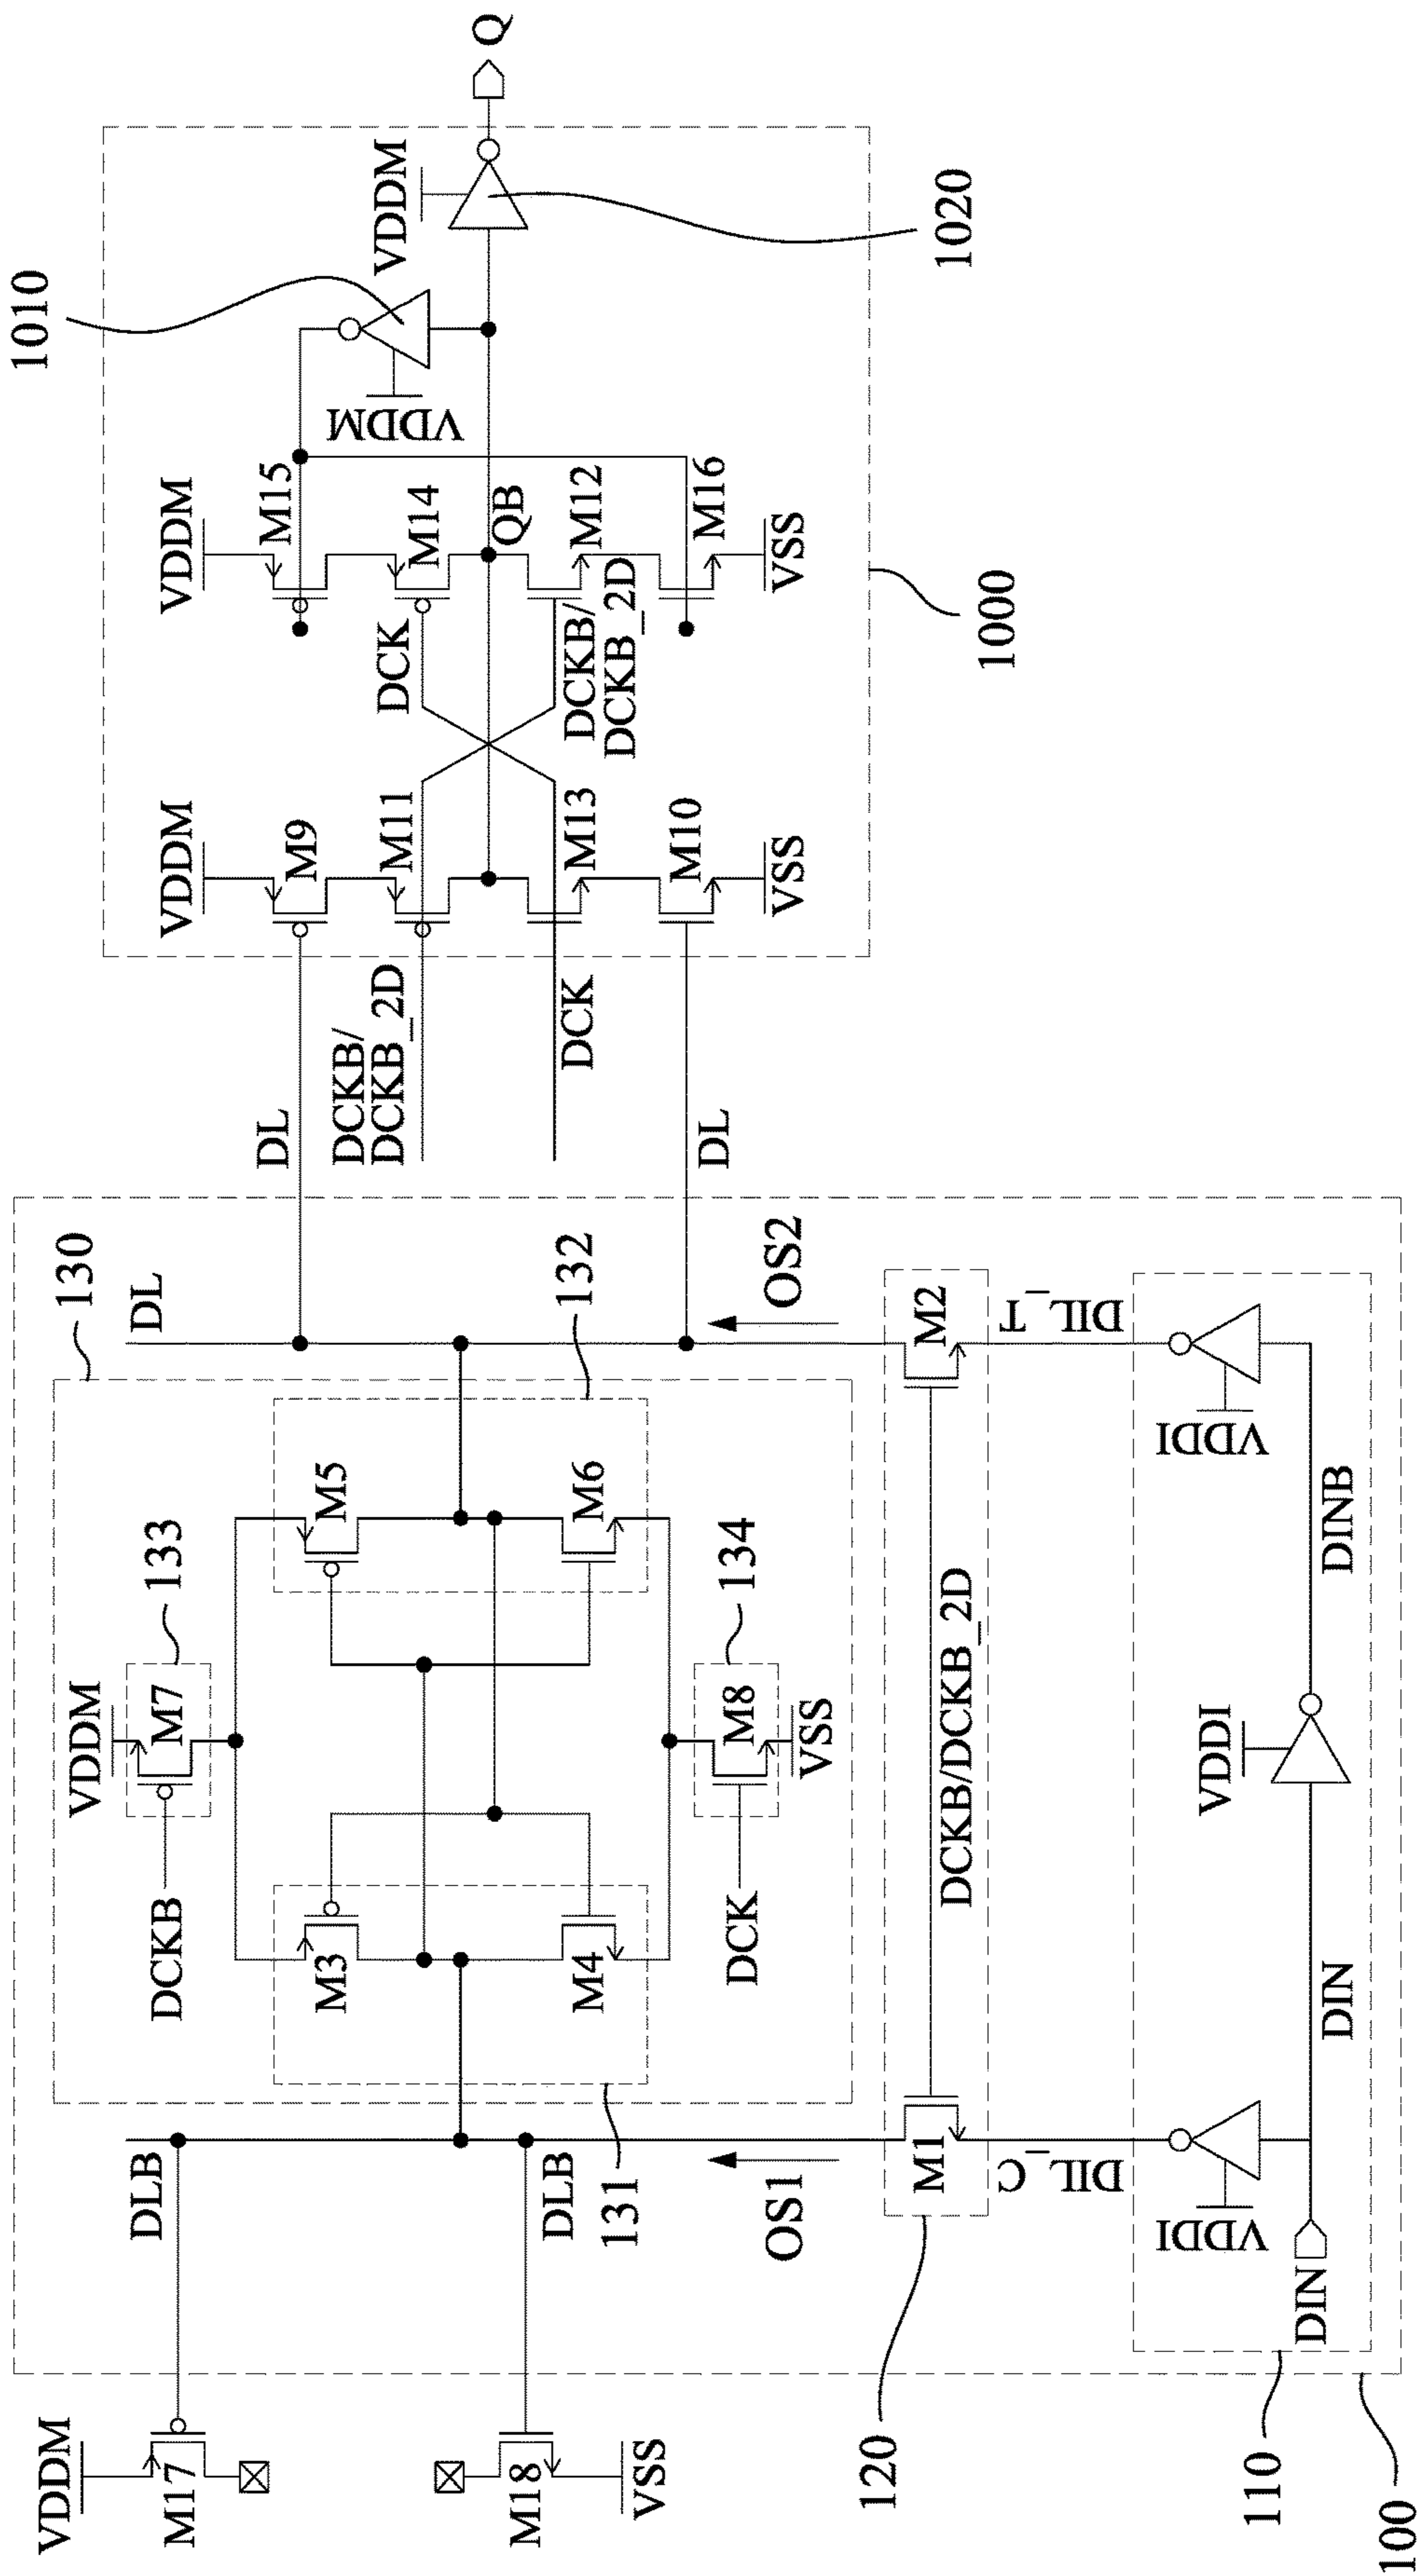 VDDM
M17
M18
VSS
DLB
DLB
131
OS1
M1
120
DIL_C
VDDI
DIN
110
100
DCKB
VDDM
M7
133
M3
M4
DCK
M8
134
VSS
M5
M6
132
130
DL
OS2
M2
DCKB/DCKB_2D
DIL_T
VDDI
DIN
VDDI
DINB
DL
DCKB/
DCKB_2D
DCK
DL
VDDM
M9
M11
M13
M10
VSS
DCK
DCKB/
DCKB_2D
VDDM
M15
M14
QB
M12
M16
VSS
1000
VDDM
1010
VDDM
1020
Q